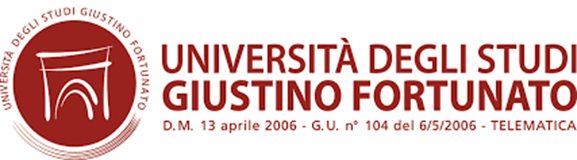 UNIVERSITÀ DEGLI STUDI GIUSTINO FORTUNATO
UNIVERSITÀ DEGLI STUDI
GIUSTINO FORTUNATO
D.M. 13 aprile 2006 - G.U. n° 104 del 6/5/2006 - TELEMATICA